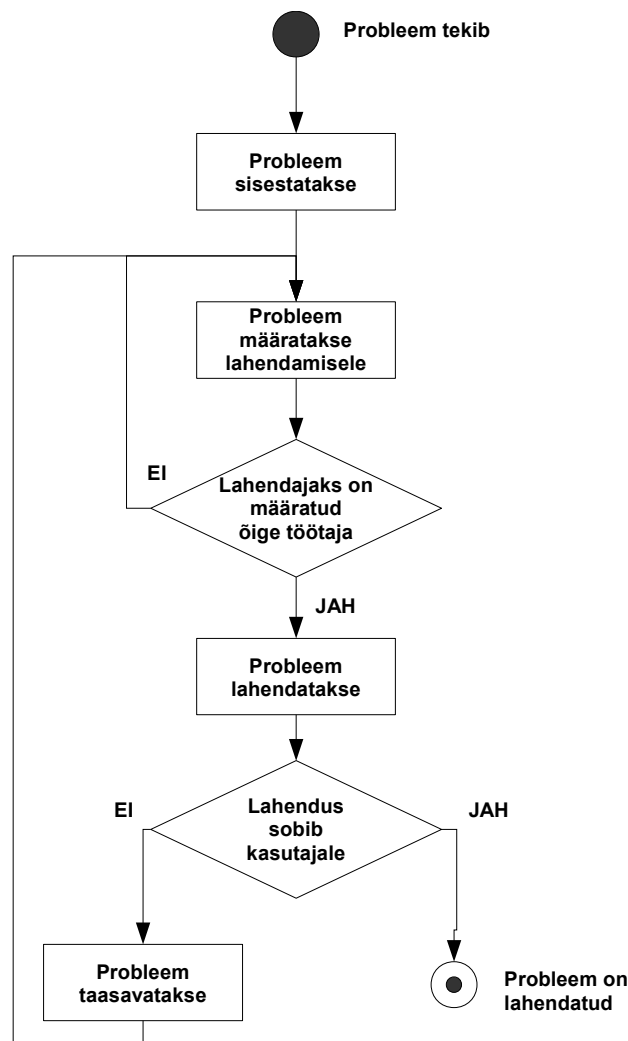 Probleem tekib
Probleem
sisestatakse
Probleem
määratakse
lahendamisele
EI
Lahendajaks on
määratud
õige töötaja
JAH
Probleem
lahendatakse
EI
Lahendus
sobib
kasutajale
JAH
Probleem
taasavatakse
Probleem on
lahendatud